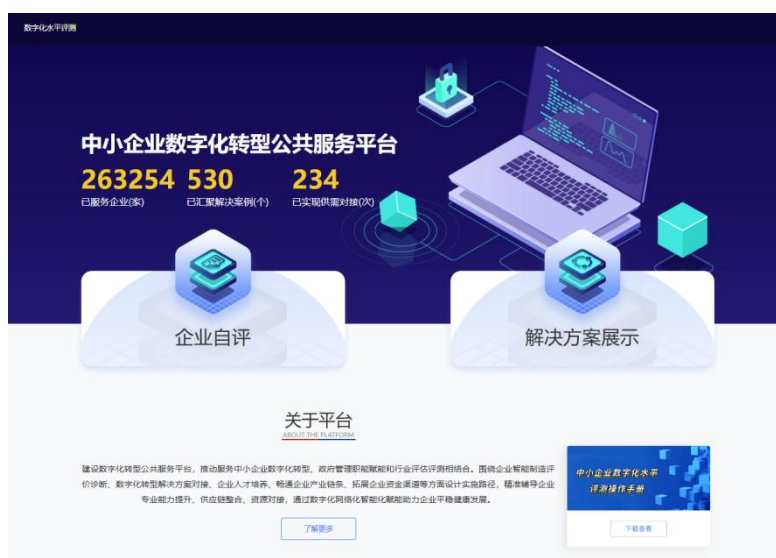 数字化水平评测
中小企业数字化转型公共服务平台
263254 530 234
已服务企业(家) 已汇聚解决案例(个) 已实现供需对接(次)
企业自评 解决方案展示
关于平台
ABOUT THE PLATFORM
建设数字化转型公共服务平台，推动服务中小企业数字化转型、政府管理职能赋能和行业评估评测相结合。围绕企业智能制造评
价诊断、数字化转型解决方案对接、企业人才培养、畅通企业产业链条、拓展企业资金渠道等方面设计实施路径，精准辅导企业
专业能力提升、供应链整合、资源对接，通过数字化网络化智能化赋能助力企业平稳健康发展。
了解更多
中小企业数字化水平
评测操作手册
下载查看